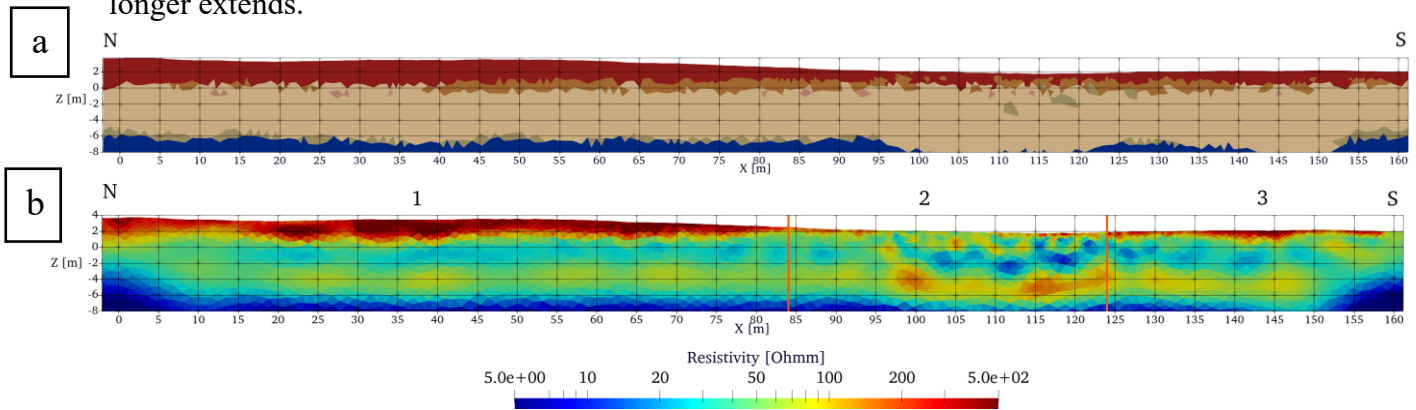 longer extends.
a
N S
2
0
Z [m]
-2
-4
-6
-8
0 5 10 15 20 25 30 35 40 45 50 55 60 65 70 75 80 85 90 95 100 105 110 115 120 125 130 135 140 145 150 155 160
X [m]
b
N 1 2 3 S
4
2
0
Z [m] -2
-4
-6
-8
0 5 10 15 20 25 30 35 40 45 50 55 60 65 70 75 80 85 90 95 100 105 110 115 120 125 130 135 140 145 150 155 160
X [m]
Resistivity [Ohmm]
5.0e+00 10 20 50 100 200 5.0e+02